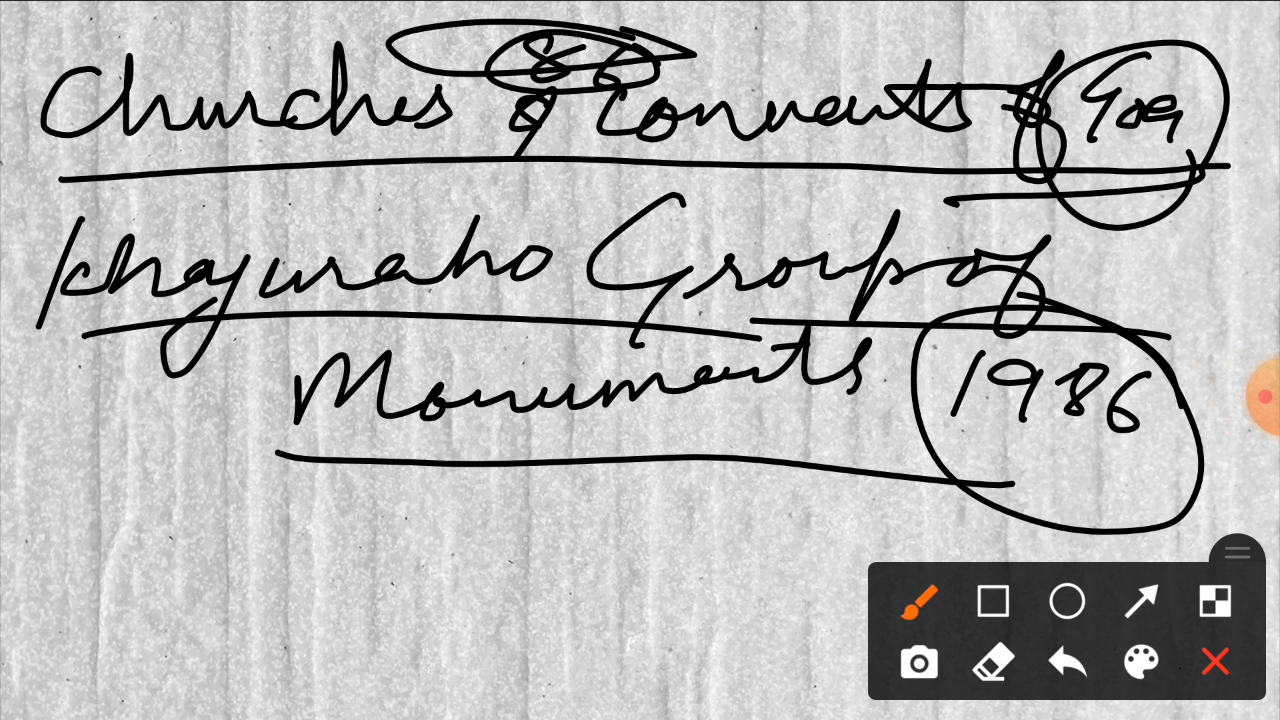 Churches & Convents of Goa
Khajuraho Group of
Monuments 1986